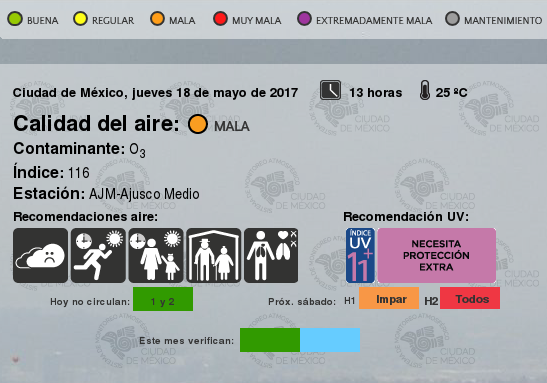 BUENA REGULAR MALA MUY MALA EXTREMADAMENTE MALA MANTENIMIENTO
Ciudad de México, jueves 18 de mayo de 2017 13 horas 25 ºC
Calidad del aire: MALA
Contaminante: O3
Índice: 116
Estación: AJM-Ajusco Medio
Recomendaciones aire: Recomendación UV:
ÍNDICE
UV
11+
NECESITA
PROTECCIÓN
EXTRA
Hoy no circulan: 1 y 2 Próx. sábado: H1 Impar H2 Todos
Este mes verifican:
CIUDAD
DE MÉXICO